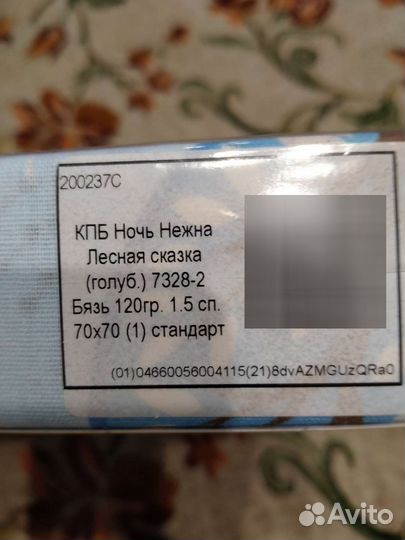 200237C
КПБ Ночь Нежна
Лесная сказка
(голуб.) 7328-2
Бязь 120гр. 1.5 сп.
70х70 (1) стандарт
(01)04660056004115(21)8dvAZMGUzQRa0
Avito